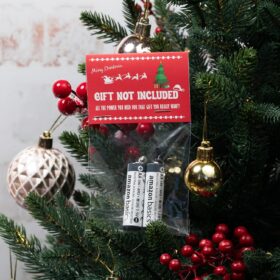 Merry Christmas
GIFT NOT INCLUDED
ALL THE POWER YOU NEED FOR THAT GIFT YOU REALLY WANT!
amazon basics
amazon basics